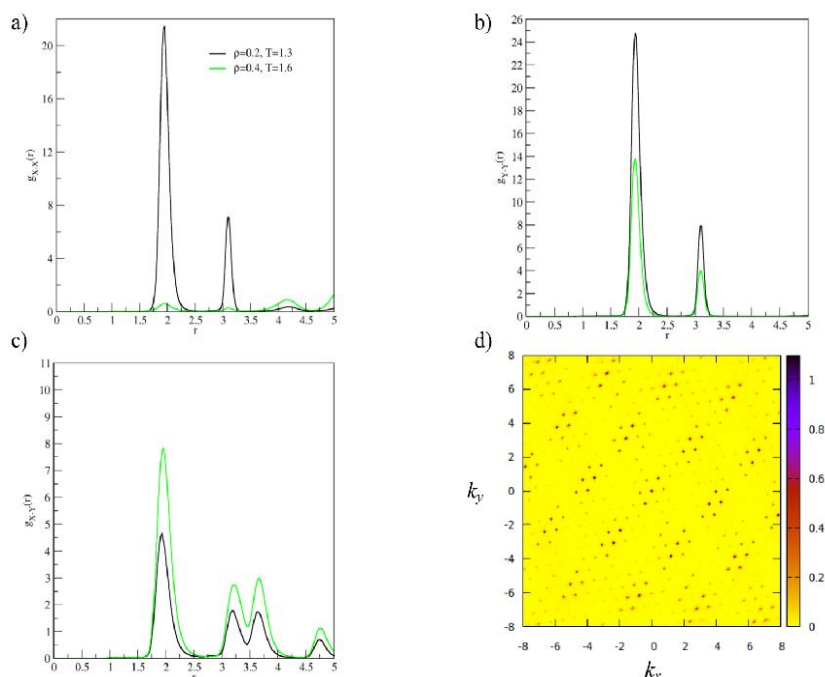 a)
20
16
12
8
4
0
g_X-X(r)
ρ=0.2, T=1.3
ρ=0.4, T=1.6
0 0.5 1 1.5 2 2.5 3 3.5 4 4.5 5
r
b)
26
24
22
20
18
16
14
12
10
8
6
4
2
0
g_Y-Y(r)
0 0.5 1 1.5 2 2.5 3 3.5 4 4.5 5
r
c)
11
10
9
8
7
6
5
4
3
2
1
0
g_X-Y(r)
0 0.5 1 1.5 2 2.5 3 3.5 4 4.5 5
r
d)
8
6
4
2
0
-2
-4
-6
-8
k_y
-8 -6 -4 -2 0 2 4 6 8
k_x
1
0.8
0.6
0.4
0.2
0